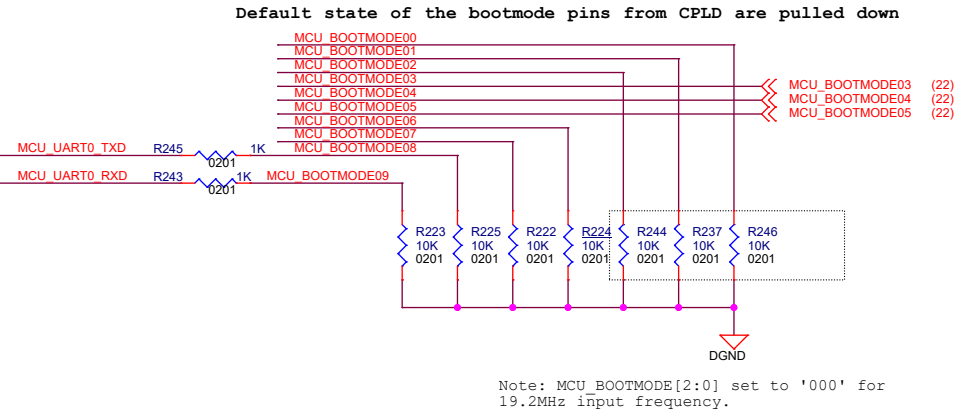 Default state of the bootmode pins from CPLD are pulled down
MCU_BOOTMODE00
MCU_BOOTMODE01
MCU_BOOTMODE02
MCU_BOOTMODE03 MCU_BOOTMODE03 (22)
MCU_BOOTMODE04 MCU_BOOTMODE04 (22)
MCU_BOOTMODE05 MCU_BOOTMODE05 (22)
MCU_BOOTMODE06
MCU_BOOTMODE07
MCU_UART0_TXD R245 1K MCU_BOOTMODE08
0201
MCU_UART0_RXD R243 1K MCU_BOOTMODE09
0201
R223 R225 R222 R224 R244 R237 R246
10K 10K 10K 10K 10K 10K 10K
0201 0201 0201 0201 0201 0201 0201
DGND
Note: MCU_BOOTMODE[2:0] set to '000' for
19.2MHz input frequency.